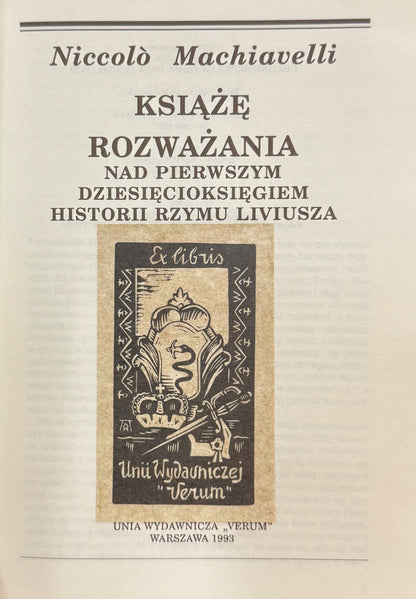 Niccolò Machiavelli
KSIĄŻĘ
ROZWAŻANIA
NAD PIERWSZYM
DZIESIĘCIOKSIĘGIEM
HISTORII RZYMU LIVIUSZA
Ex libris
Unii Wydawniczej
"Verum"
UNIA WYDAWNICZA „VERUM"
WARSZAWA 1993